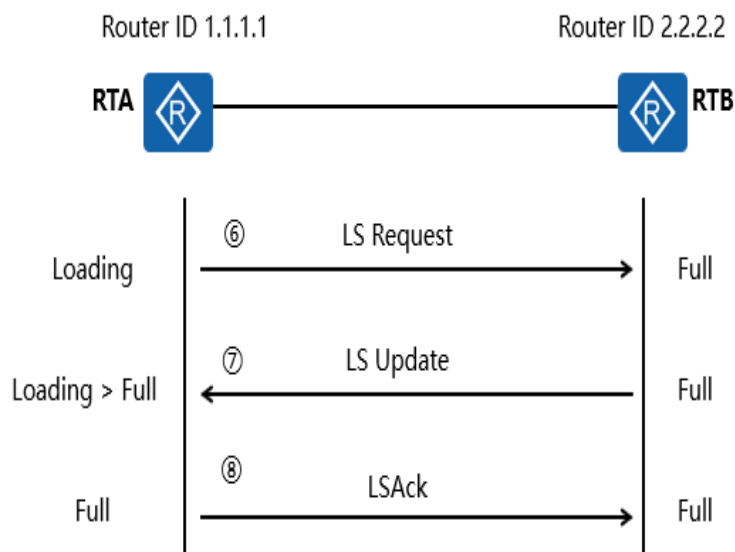 Router ID 1.1.1.1 Router ID 2.2.2.2
RTA R R RTB
⑥ LS Request
Loading Full
⑦ LS Update
Loading > Full Full
⑧ LSAck
Full Full